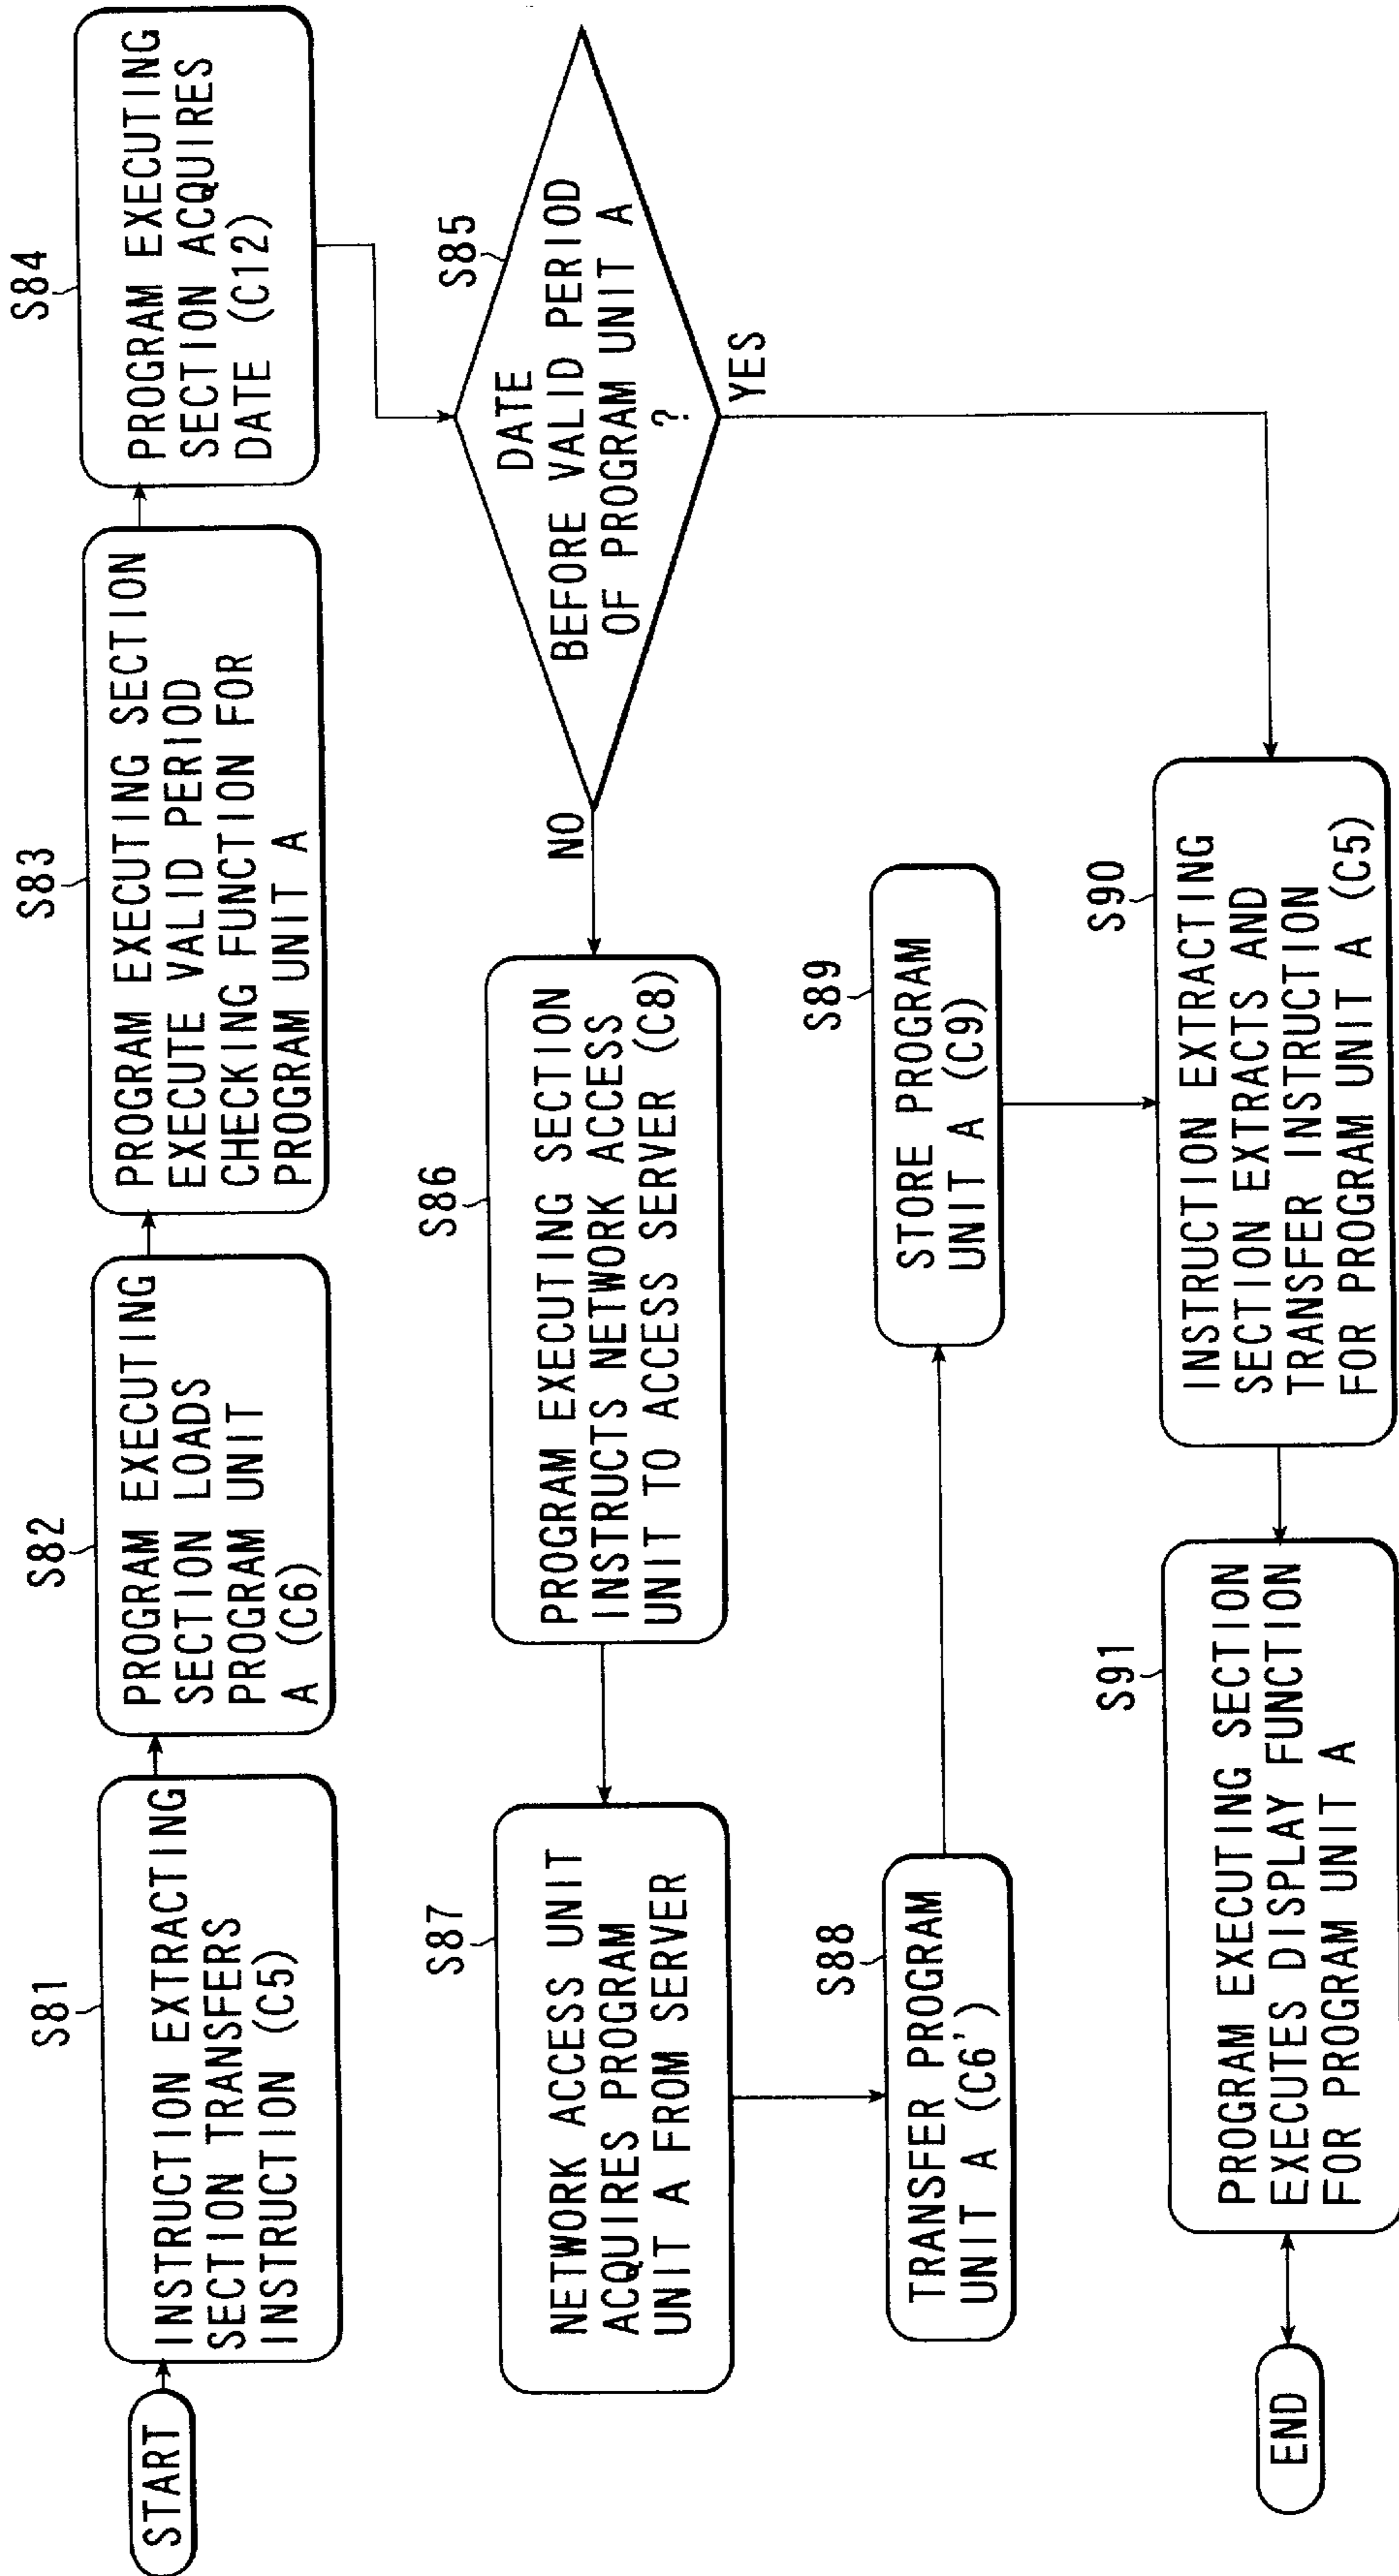 START
S81
INSTRUCTION EXTRACTING
SECTION TRANSFERS
INSTRUCTION (C5)
S82
PROGRAM EXECUTING
SECTION LOADS
PROGRAM UNIT
A (C6)
S83
PROGRAM EXECUTING SECTION
EXECUTE VALID PERIOD
CHECKING FUNCTION FOR
PROGRAM UNIT A
S84
PROGRAM EXECUTING
SECTION ACQUIRES
DATE (C12)
S85
DATE
BEFORE VALID PERIOD
OF PROGRAM UNIT A
?
NO
YES
S86
PROGRAM EXECUTING SECTION
INSTRUCTS NETWORK ACCESS
UNIT TO ACCESS SERVER (C8)
S87
NETWORK ACCESS UNIT
ACQUIRES PROGRAM
UNIT A FROM SERVER
S88
TRANSFER PROGRAM
UNIT A (C6')
S89
STORE PROGRAM
UNIT A (C9)
S90
INSTRUCTION EXTRACTING
SECTION EXTRACTS AND
TRANSFER INSTRUCTION
FOR PROGRAM UNIT A (C5)
S91
PROGRAM EXECUTING SECTION
EXECUTES DISPLAY FUNCTION
FOR PROGRAM UNIT A
END